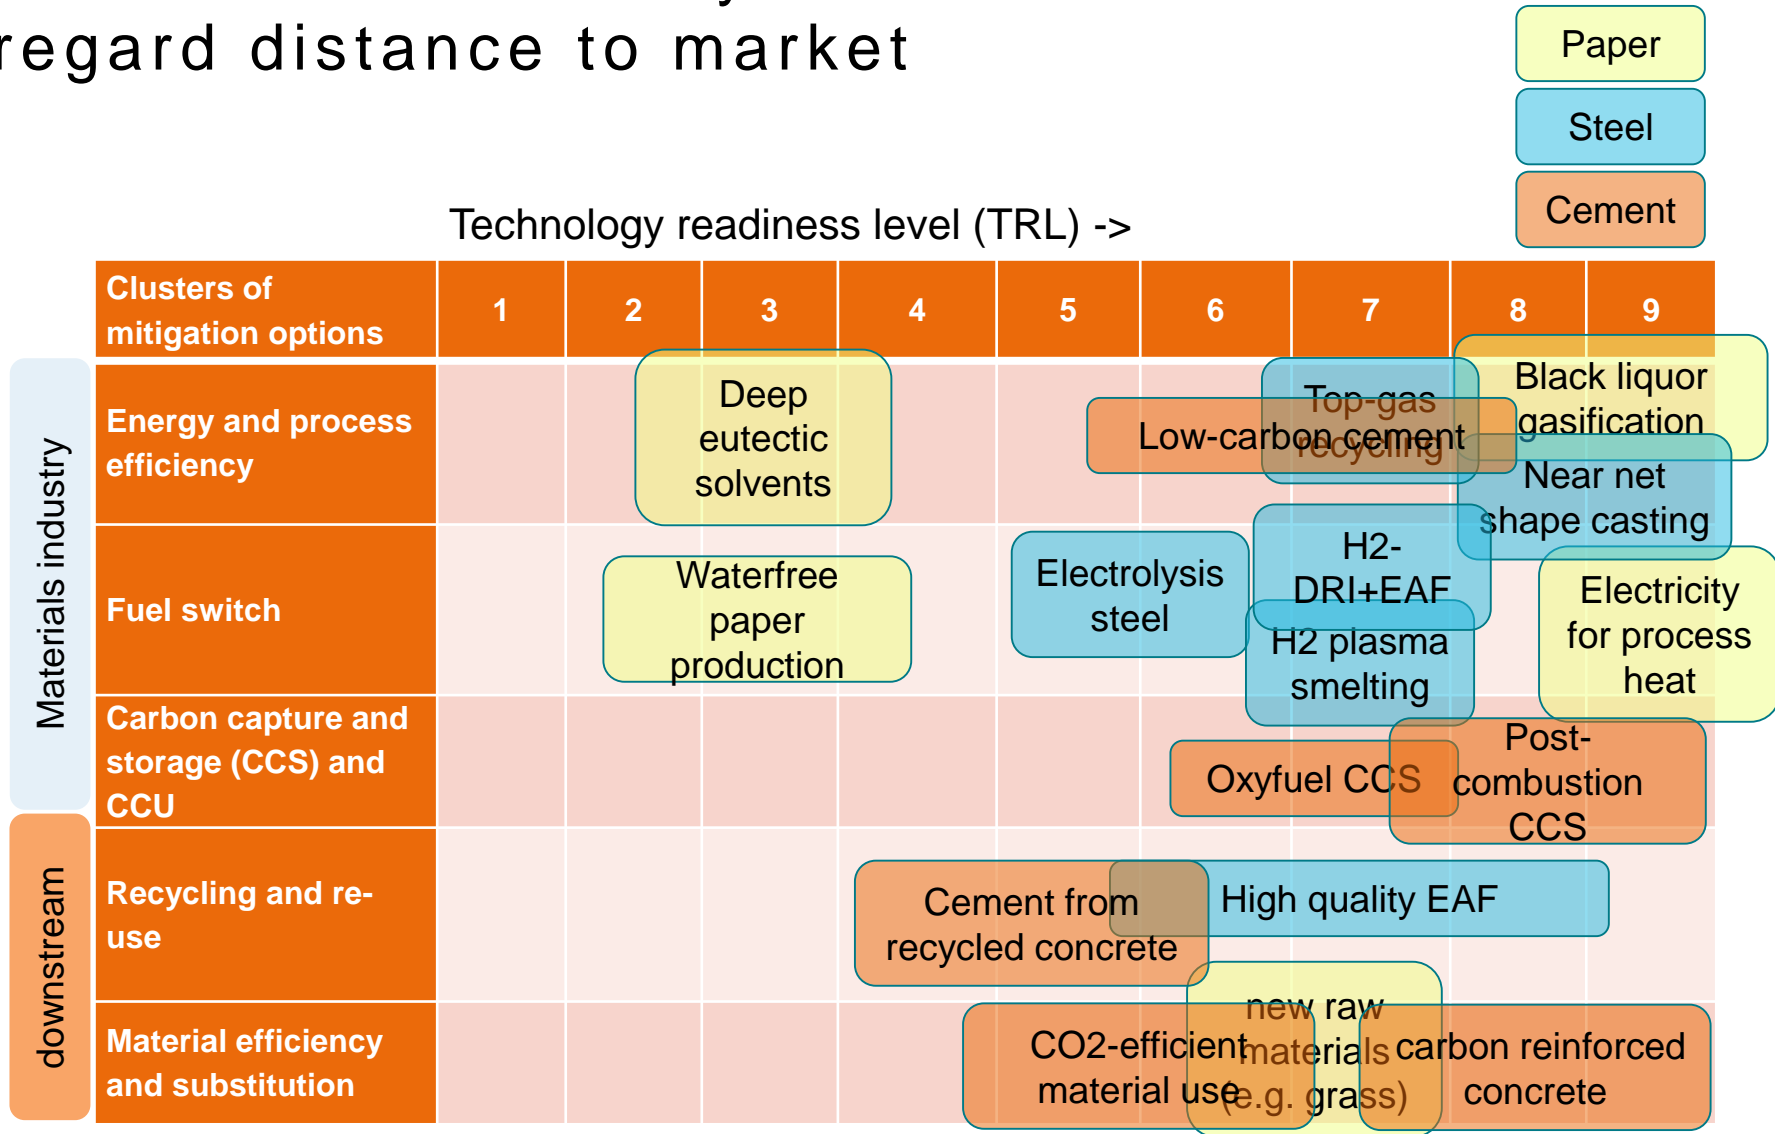 regard distance to market
Paper
Steel
Cement
Technology readiness level (TRL) ->
Clusters of
mitigation options
1
2
3
4
5
6
7
8
9
Materials industry
Energy and process
efficiency
Deep
eutectic
solvents
Top-gas
recycling
Low-carbon cement
Black liquor
gasification
Near net
shape casting
Fuel switch
Waterfree
paper
production
Electrolysis
steel
H2-
DRI+EAF
H2 plasma
smelting
Electricity
for process
heat
Carbon capture and
storage (CCS) and
CCU
Oxyfuel CCS
Post-
combustion
CCS
downstream
Recycling and re-
use
Cement from
recycled concrete
High quality EAF
Material efficiency
and substitution
CO2-efficient
material use
new raw
materials
(e.g. grass)
carbon reinforced
concrete